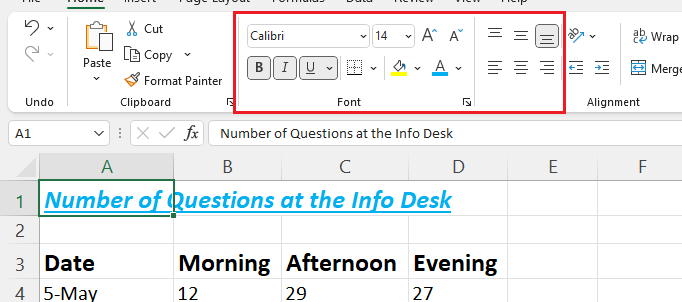 File Home Insert Page Layout Formulas Data Review View Help
Calibri 14 A^ A˅ ab Wrap
Paste Cut Copy Format Painter B I U A Merge
Undo Clipboard Font Alignment
A1 fx Number of Questions at the Info Desk
A B C D E F
1 Number of Questions at the Info Desk
2
3 Date Morning Afternoon Evening
4 5-May 12 29 27